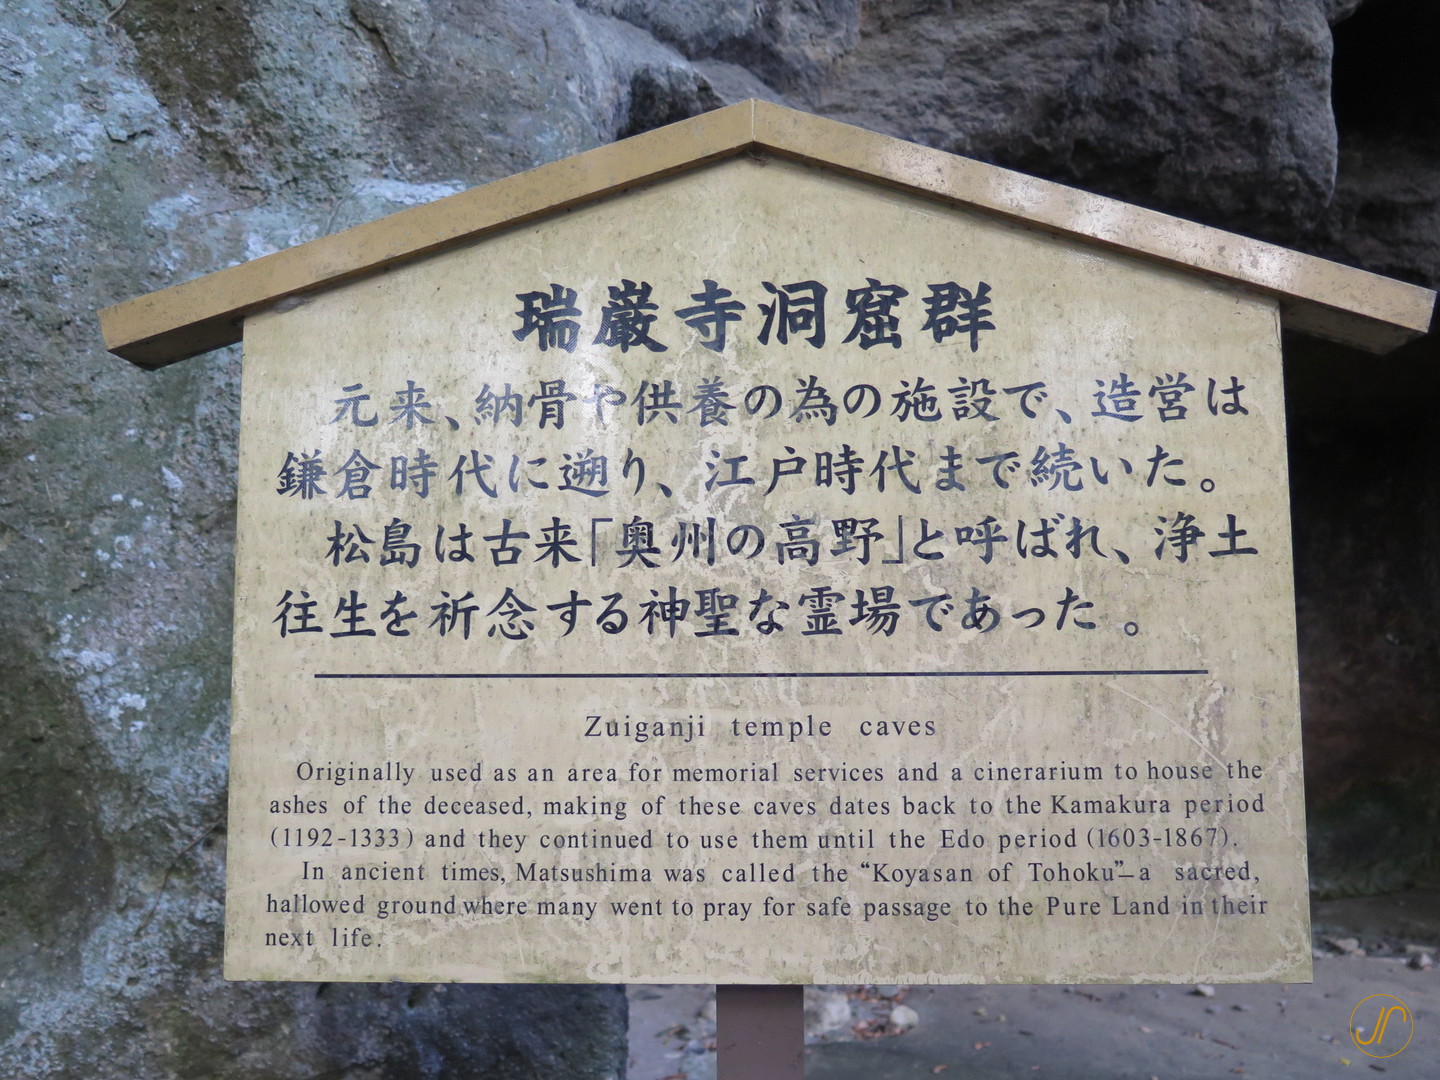 瑞巌寺洞窟群
元来、納骨や供養の為の施設で、造営は
鎌倉時代に遡り、江戸時代まで続いた。
松島は古来「奥州の高野」と呼ばれ、浄土
往生を祈念する神聖な霊場であった。
Zuiganji temple caves
Originally used as an area for memorial services and a cinerarium to house the
ashes of the deceased, making of these caves dates back to the Kamakura period
(1192-1333) and they continued to use them until the Edo period (1603-1867).
In ancient times, Matsushima was called the “Koyasan of Tohoku”–a sacred,
hallowed ground where many went to pray for safe passage to the Pure Land in their
next life.